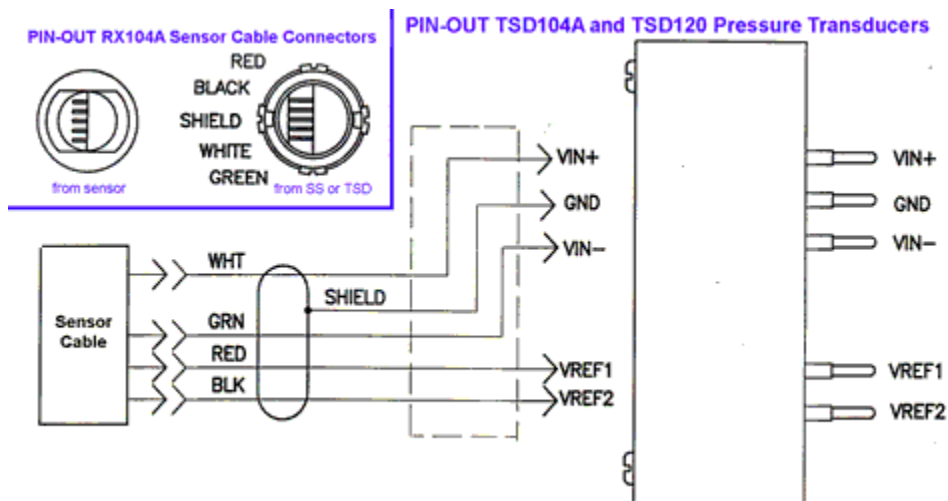 PIN-OUT RX104A Sensor Cable Connectors
RED
BLACK
SHIELD
WHITE
GREEN
from sensor
from SS or TSD
PIN-OUT TSD104A and TSD120 Pressure Transducers
VIN+
GND
VIN-
VREF1
VREF2
VIN+
GND
VIN-
VREF1
VREF2
Sensor
Cable
WHT
SHIELD
GRN
RED
BLK